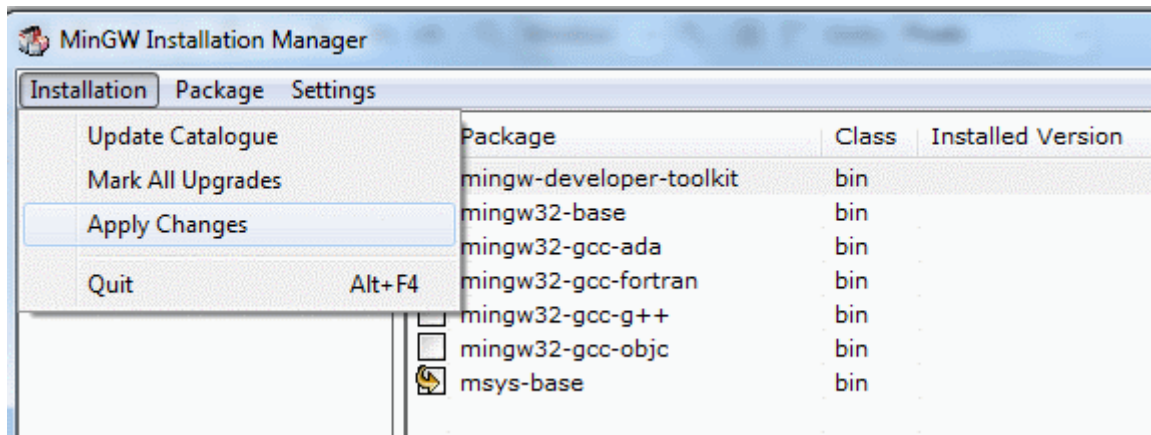 MinGW Installation Manager
Installation Package Settings
Update Catalogue
Mark All Upgrades
Apply Changes
Quit Alt+F4
Package Class Installed Version
mingw-developer-toolkit bin
mingw32-base bin
mingw32-gcc-ada bin
mingw32-gcc-fortran bin
mingw32-gcc-g++ bin
mingw32-gcc-objc bin
msys-base bin